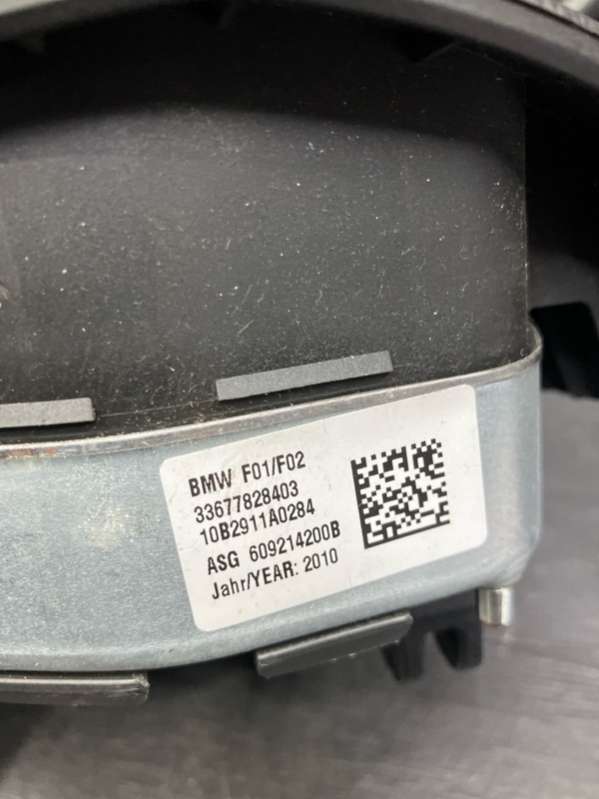 BMW F01/F02
33677828403
10B2911A0284
ASG 609214200B
Jahr/YEAR: 2010